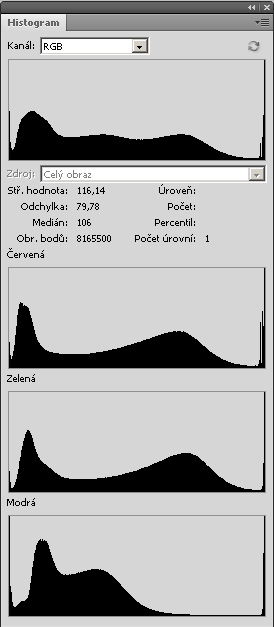 Histogram
Kanál: RGB
Zdroj: Celý obraz
Stř. hodnota: 116,14 Úroveň:
Odchylka: 79,78 Počet:
Medián: 106 Percentil:
Obr. bodů: 8165500 Počet úrovní: 1
Červená
Zelená
Modrá